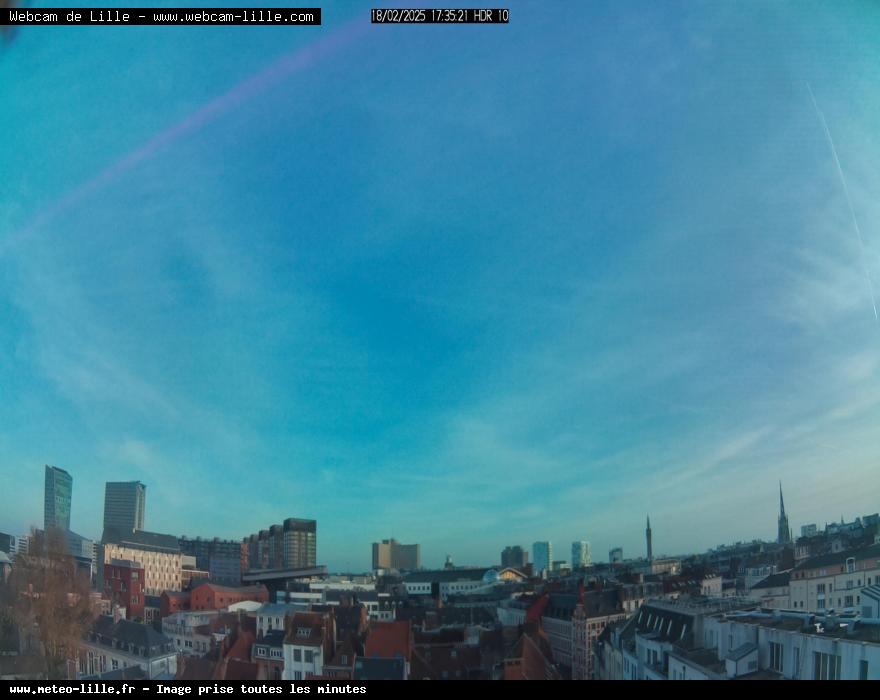 Webcam de Lille - www.webcam-lille.com
18/02/2025 17:35:21 HDR 10
www.meteo-lille.fr - Image prise toutes les minutes